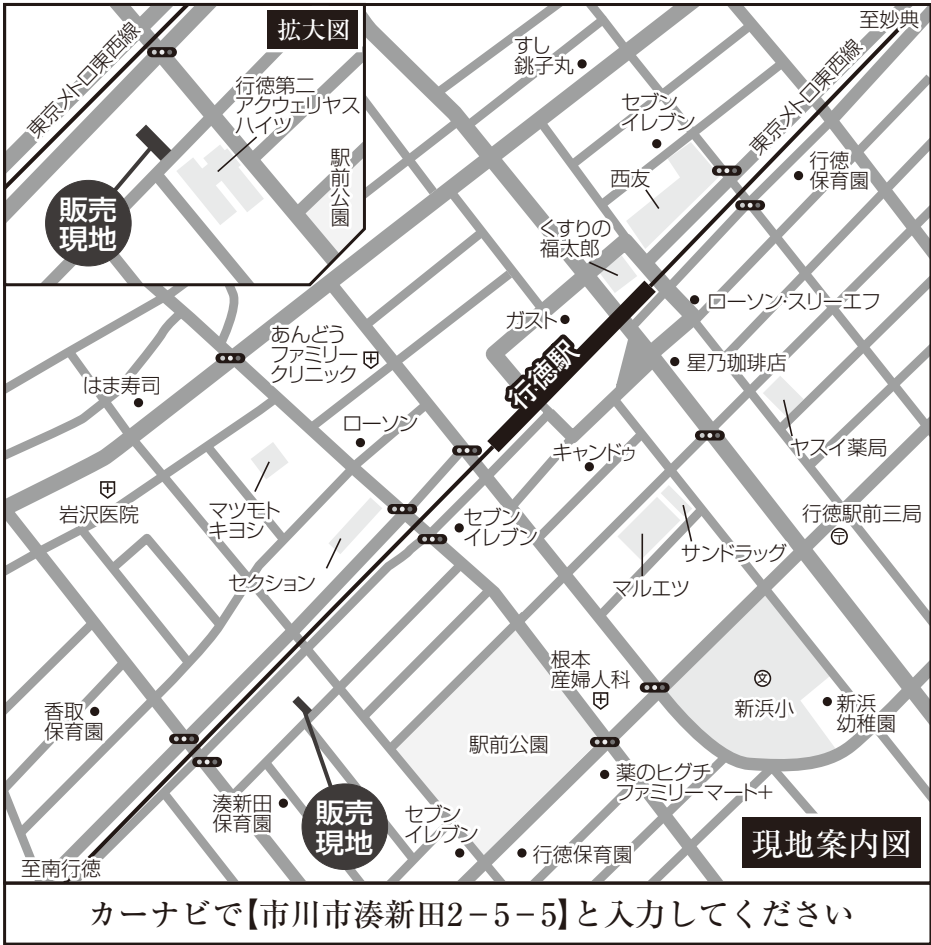 拡大図
東京メトロ東西線
行徳第二
アクウェリヤス
ハイツ
駅前公園
販売
現地
至妙典
すし
銚子丸
セブン
イレブン
東京メトロ東西線
西友
行徳
保育園
くすりの
福太郎
ローソン・スリーエフ
ガスト
行徳駅
星乃珈琲店
あんどう
ファミリー
クリニック
はま寿司
ローソン
キャンドゥ
ヤスイ薬局
岩沢医院
マツモト
キヨシ
セブン
イレブン
行徳駅前三局
〒
サンドラッグ
セクション
マルエツ
根本
産婦人科
文
新浜小
新浜
幼稚園
香取
保育園
駅前公園
薬のヒグチ
ファミリーマート+
湊新田
保育園
販売
現地
セブン
イレブン
行徳保育園
現地案内図
至南行徳
カーナビで【市川市湊新田2-5-5】と入力してください